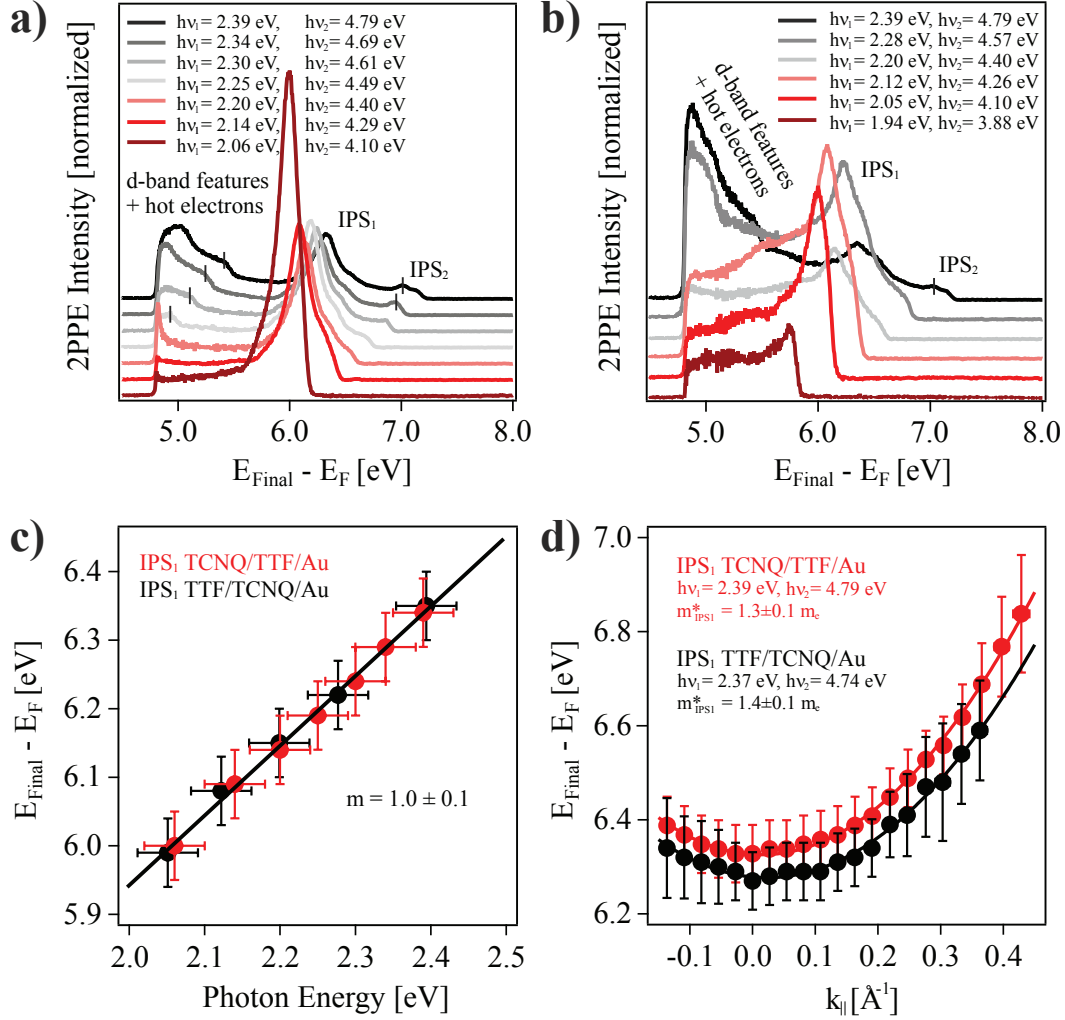 a)
hν₁ = 2.39 eV, hν₂ = 4.79 eV
hν₁ = 2.34 eV, hν₂ = 4.69 eV
hν₁ = 2.30 eV, hν₂ = 4.61 eV
hν₁ = 2.25 eV, hν₂ = 4.49 eV
hν₁ = 2.20 eV, hν₂ = 4.40 eV
hν₁ = 2.14 eV, hν₂ = 4.29 eV
hν₁ = 2.06 eV, hν₂ = 4.10 eV
d-band features
+ hot electrons
IPS₁
IPS₂
2PPE Intensity [normalized]
5.0 6.0 7.0 8.0
E_Final - E_F [eV]
b)
hν₁ = 2.39 eV, hν₂ = 4.79 eV
hν₁ = 2.28 eV, hν₂ = 4.57 eV
hν₁ = 2.20 eV, hν₂ = 4.40 eV
hν₁ = 2.12 eV, hν₂ = 4.26 eV
hν₁ = 2.05 eV, hν₂ = 4.10 eV
hν₁ = 1.94 eV, hν₂ = 3.88 eV
d-band features
+ hot electrons
IPS₁
IPS₂
2PPE Intensity [normalized]
5.0 6.0 7.0 8.0
E_Final - E_F [eV]
c)
IPS₁ TCNQ/TTF/Au
IPS₁ TTF/TCNQ/Au
m = 1.0 ± 0.1
E_Final - E_F [eV]
6.4
6.3
6.2
6.1
6.0
5.9
2.0 2.1 2.2 2.3 2.4 2.5
Photon Energy [eV]
d)
IPS₁ TCNQ/TTF/Au
hν₁ = 2.39 eV, hν₂ = 4.79 eV
m*_IPS1 = 1.3±0.1 mₑ
IPS₁ TTF/TCNQ/Au
hν₁ = 2.37 eV, hν₂ = 4.74 eV
m*_IPS1 = 1.4±0.1 mₑ
E_Final - E_F [eV]
7.0
6.8
6.6
6.4
6.2
-0.1 0.0 0.1 0.2 0.3 0.4
k_|| [Å⁻¹]